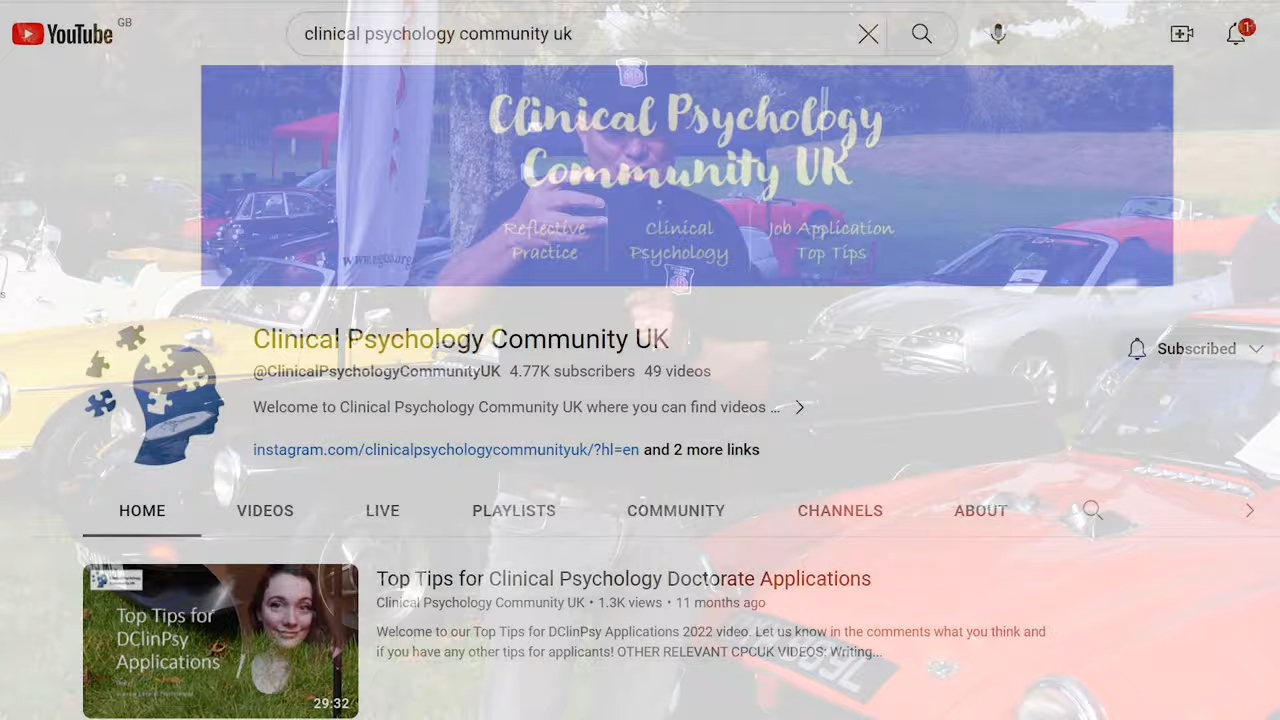 YouTube GB
clinical psychology community uk
1
Clinical Psychology
Community UK
Reflective
Practice
Clinical
Psychology
Job Application
Top Tips
Clinical Psychology Community UK
@ClinicalPsychologyCommunityUK 4.77K subscribers 49 videos
Subscribed
Welcome to Clinical Psychology Community UK where you can find videos ...
instagram.com/clinicalpsychologycommunityuk/?hl=en and 2 more links
HOME VIDEOS LIVE PLAYLISTS COMMUNITY CHANNELS ABOUT
Top Tips for
DClinPsy
Applications
29:32
Top Tips for Clinical Psychology Doctorate Applications
Clinical Psychology Community UK • 1.3K views • 11 months ago
Welcome to our Top Tips for DClinPsy Applications 2022 video. Let us know in the comments what you think and
if you have any other tips for applicants! OTHER RELEVANT CPCUK VIDEOS: Writing...